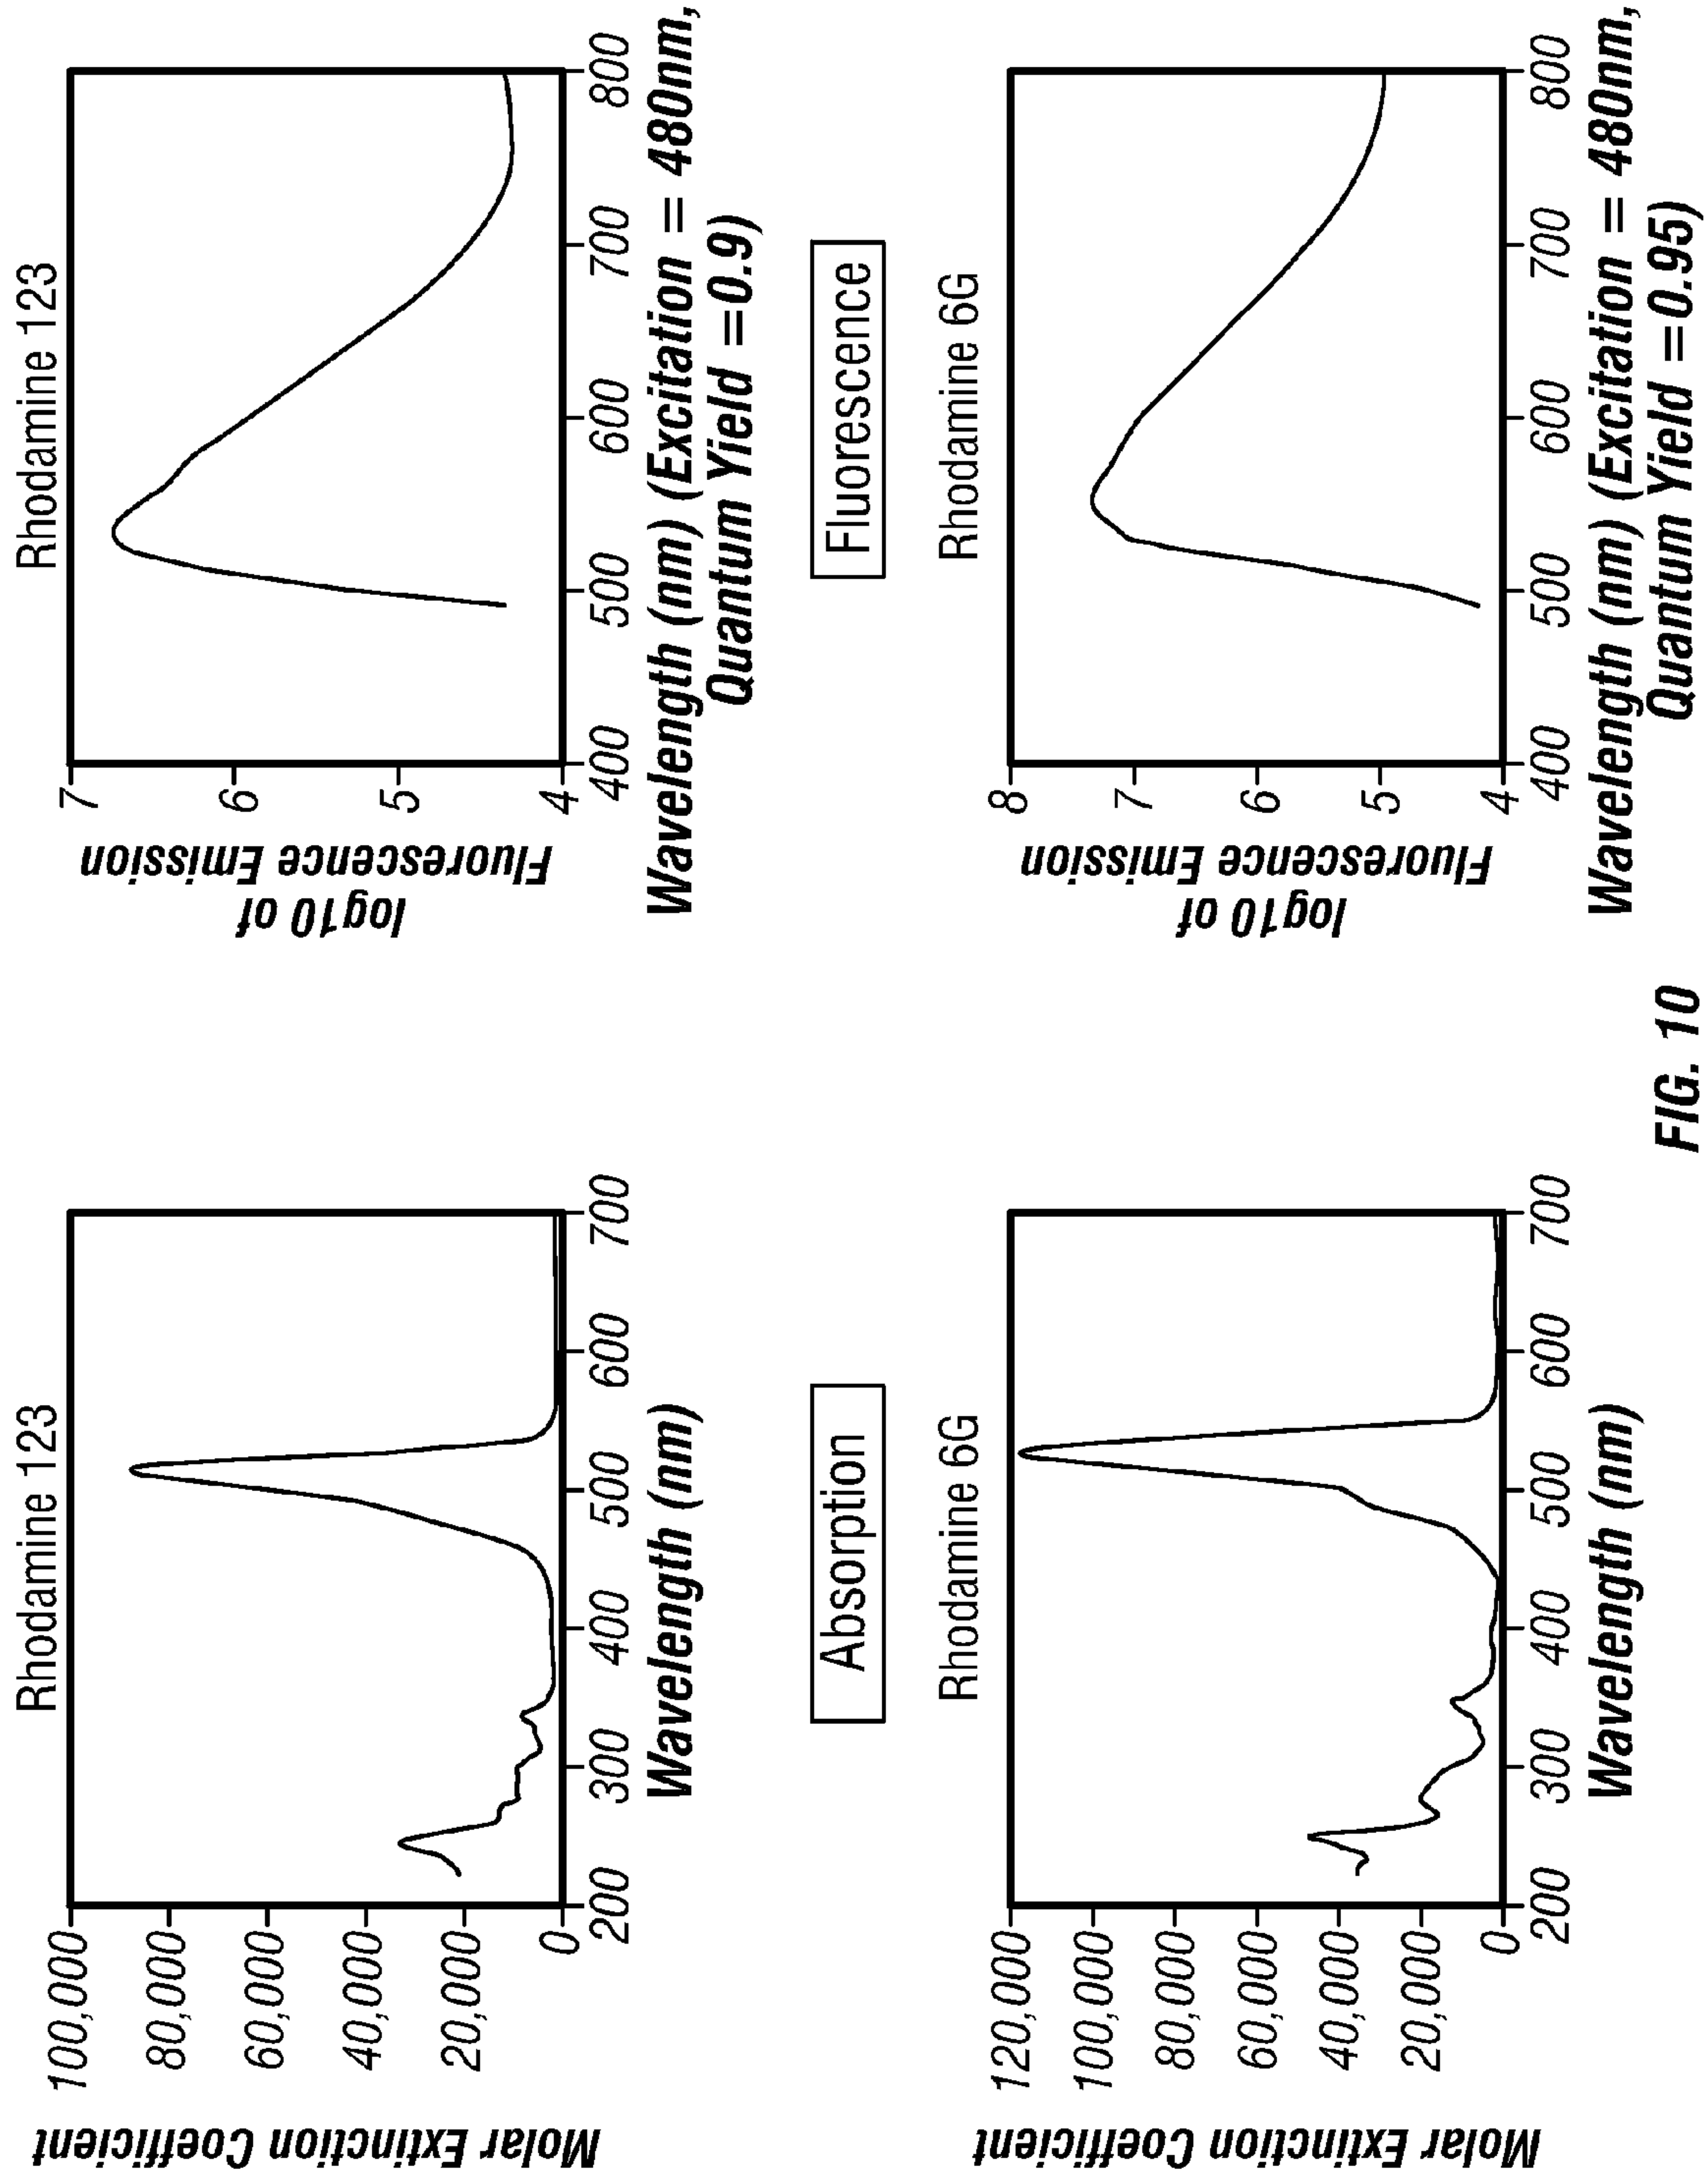 Rhodamine 123
Molar Extinction Coefficient
100,000
80,000
60,000
40,000
20,000
0
200 300 400 500 600 700
Wavelength (nm)
Rhodamine 123
log10 of
Fluorescence Emission
7
6
5
4
400 500 600 700 800
Wavelength (nm) (Excitation = 480nm,
Quantum Yield =0.9)
Absorption
Fluorescence
Rhodamine 6G
Molar Extinction Coefficient
120,000
100,000
80,000
60,000
40,000
20,000
0
200 300 400 500 600 700
Wavelength (nm)
Rhodamine 6G
log10 of
Fluorescence Emission
8
7
6
5
4
400 500 600 700 800
Wavelength (nm) (Excitation = 480nm,
Quantum Yield =0.95)
FIG. 10